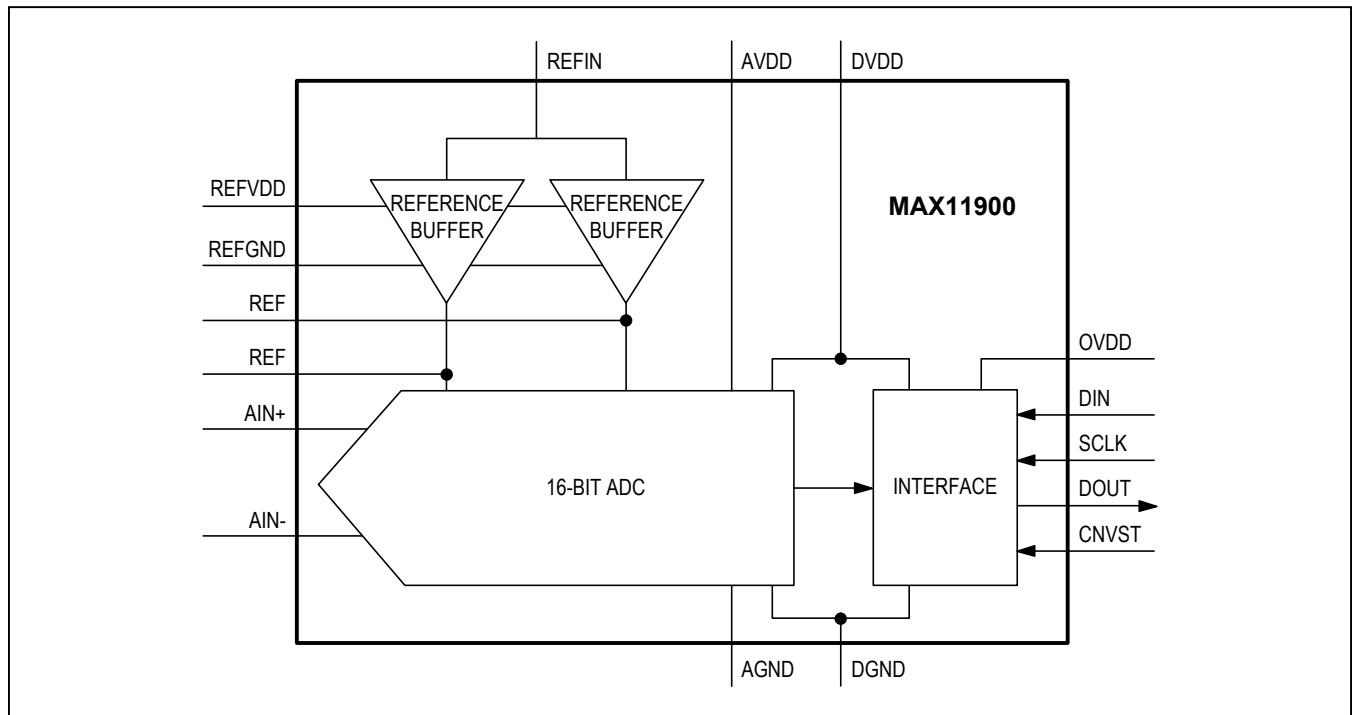 REFIN
AVDD
DVDD
REFVDD
REFERENCE
BUFFER
REFERENCE
BUFFER
MAX11900
REFGND
REF
REF
OVDD
AIN+
DIN
SCLK
16-BIT ADC
INTERFACE
DOUT
AIN-
CNVST
AGND
DGND